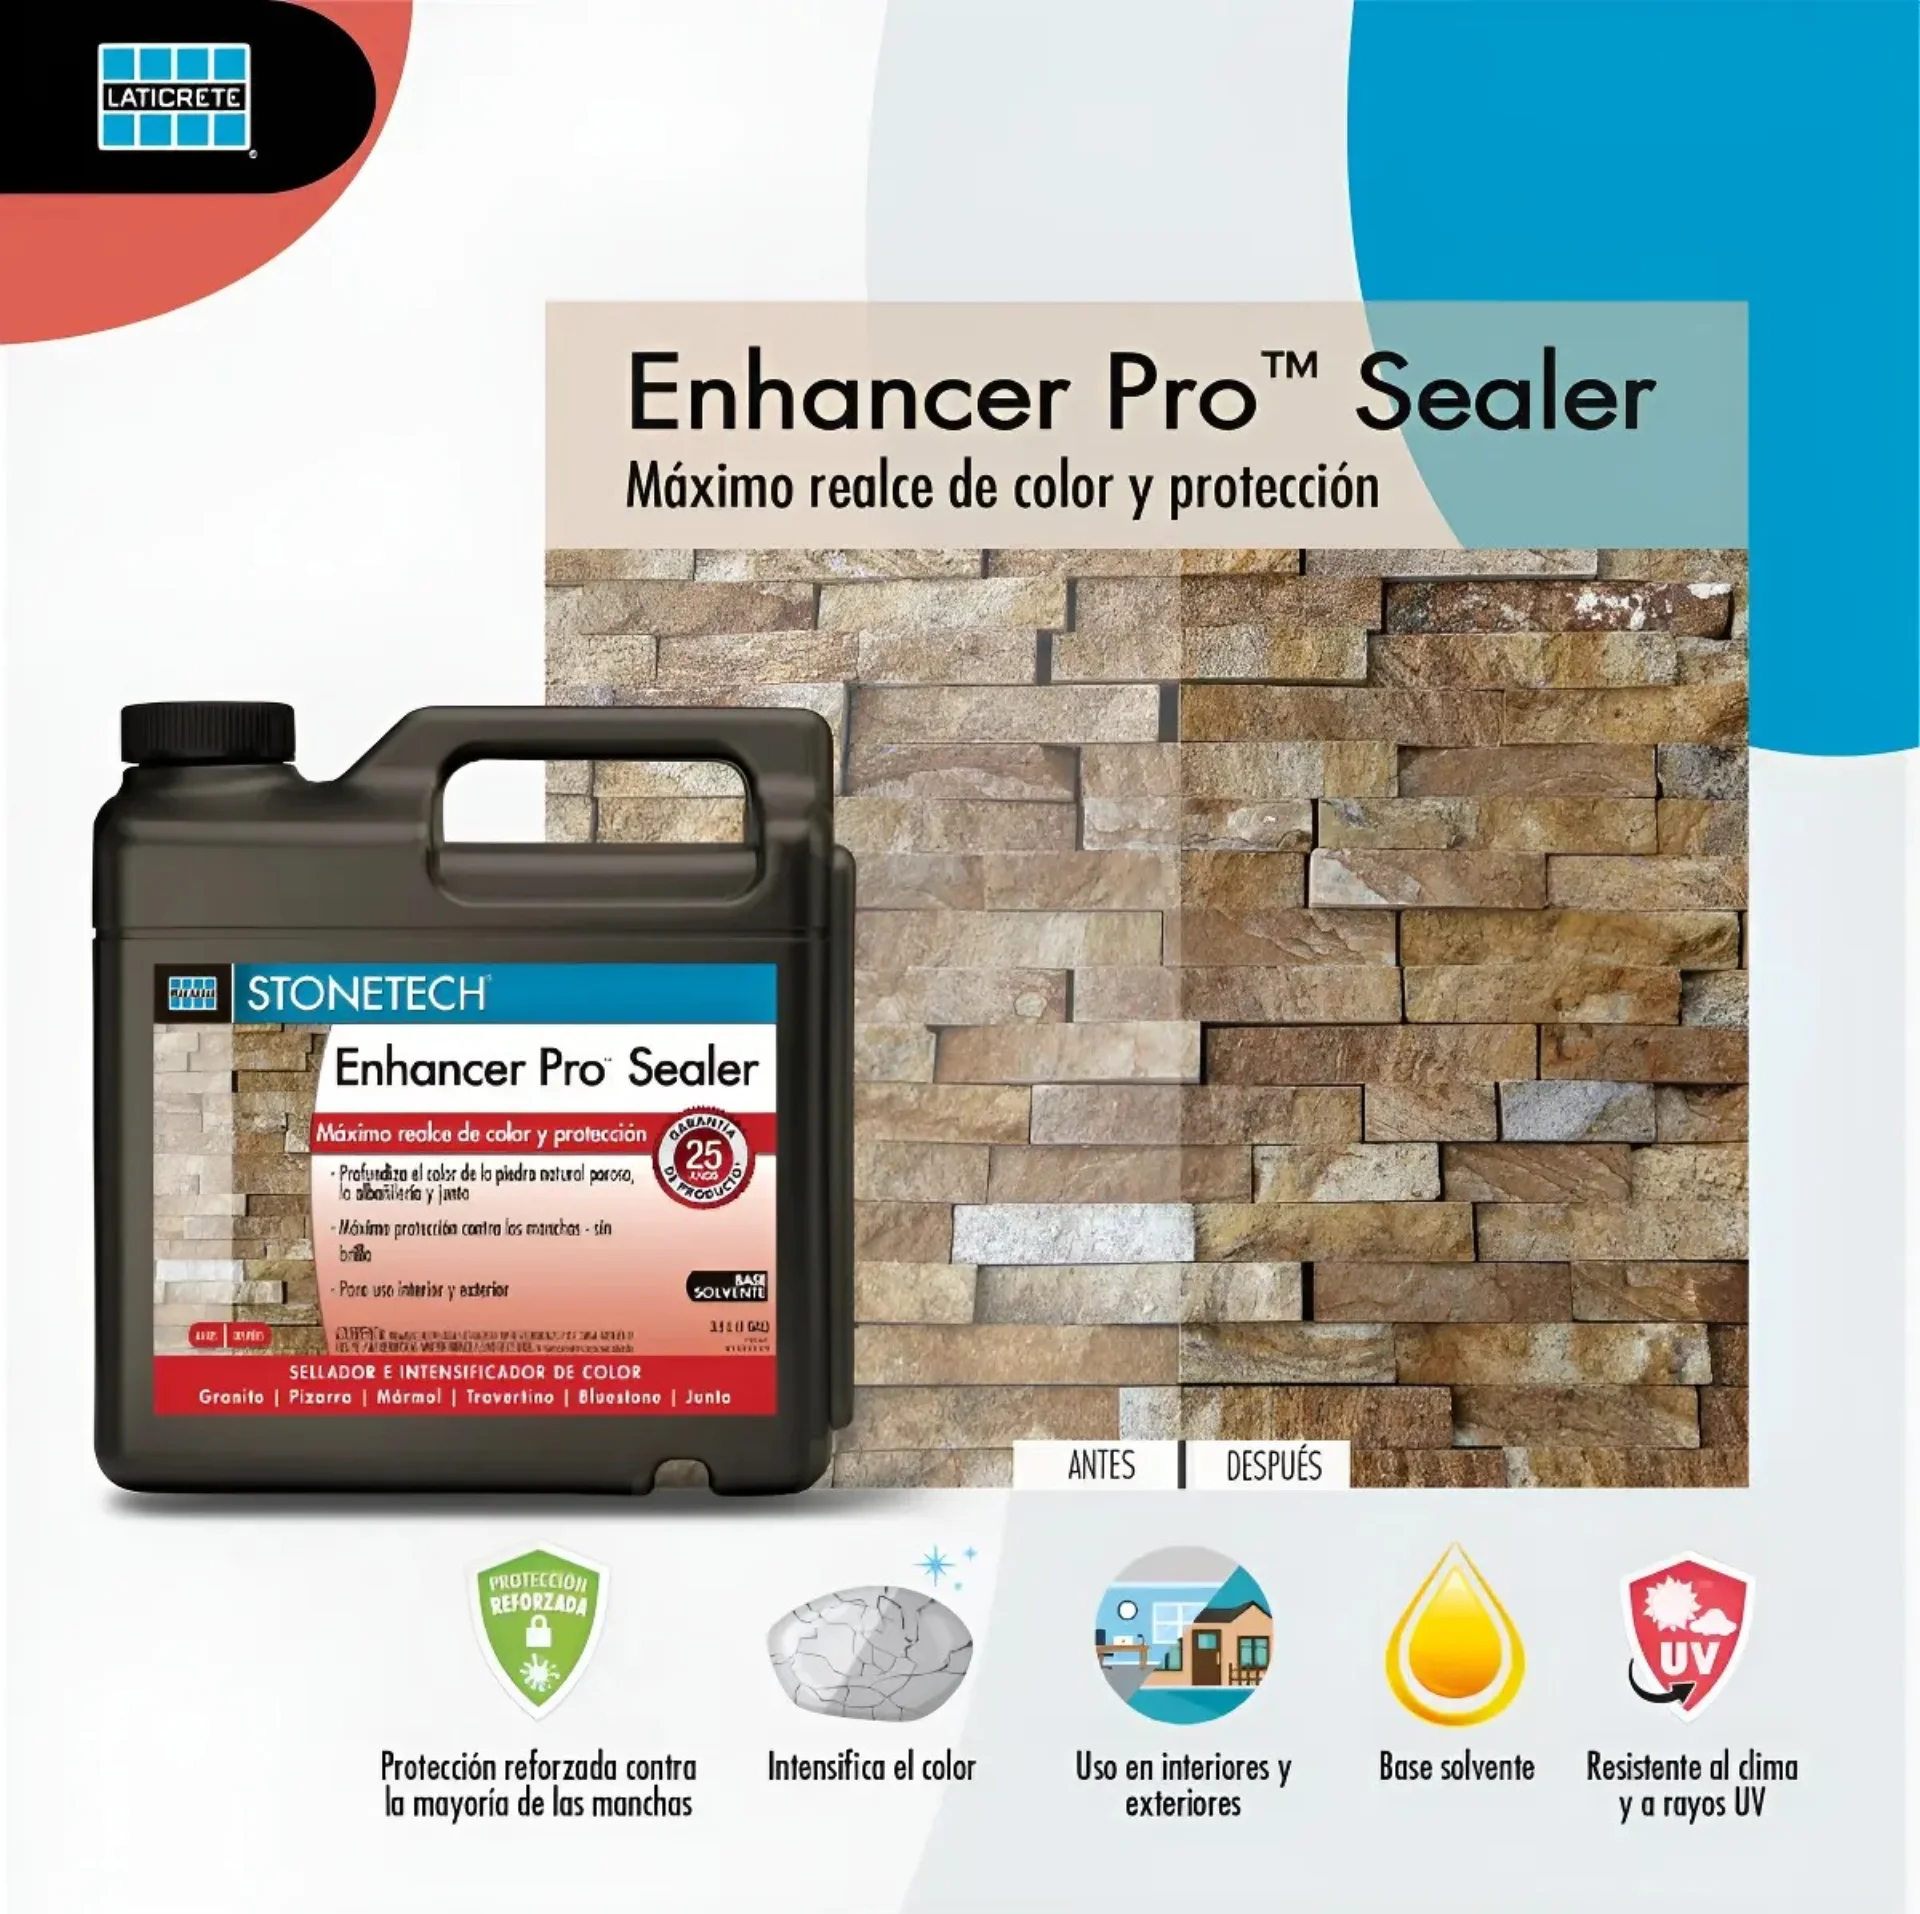 LATICRETE
Enhancer Pro™ Sealer
Máximo realce de color y protección
STONETECH
Enhancer Pro™ Sealer
Máximo realce de color y protección
GARANTÍA
25
AÑOS
DE PRODUCTO
- Profundiza el color de la piedra natural porosa,
la albañilería y junta
- Máxima protección contra las manchas - sin
brillo
- Para uso interior y exterior
BASE
SOLVENTE
ANTES | DESPUÉS
SELLADOR E INTENSIFICADOR DE COLOR
Granito | Pizarra | Mármol | Travertino | Bluestone | Junta
ANTES | DESPUÉS
PROTECCIÓN
REFORZADA
UV
Protección reforzada contra
la mayoría de las manchas
Intensifica el color
Uso en interiores y
exteriores
Base solvente
Resistente al clima
y a rayos UV